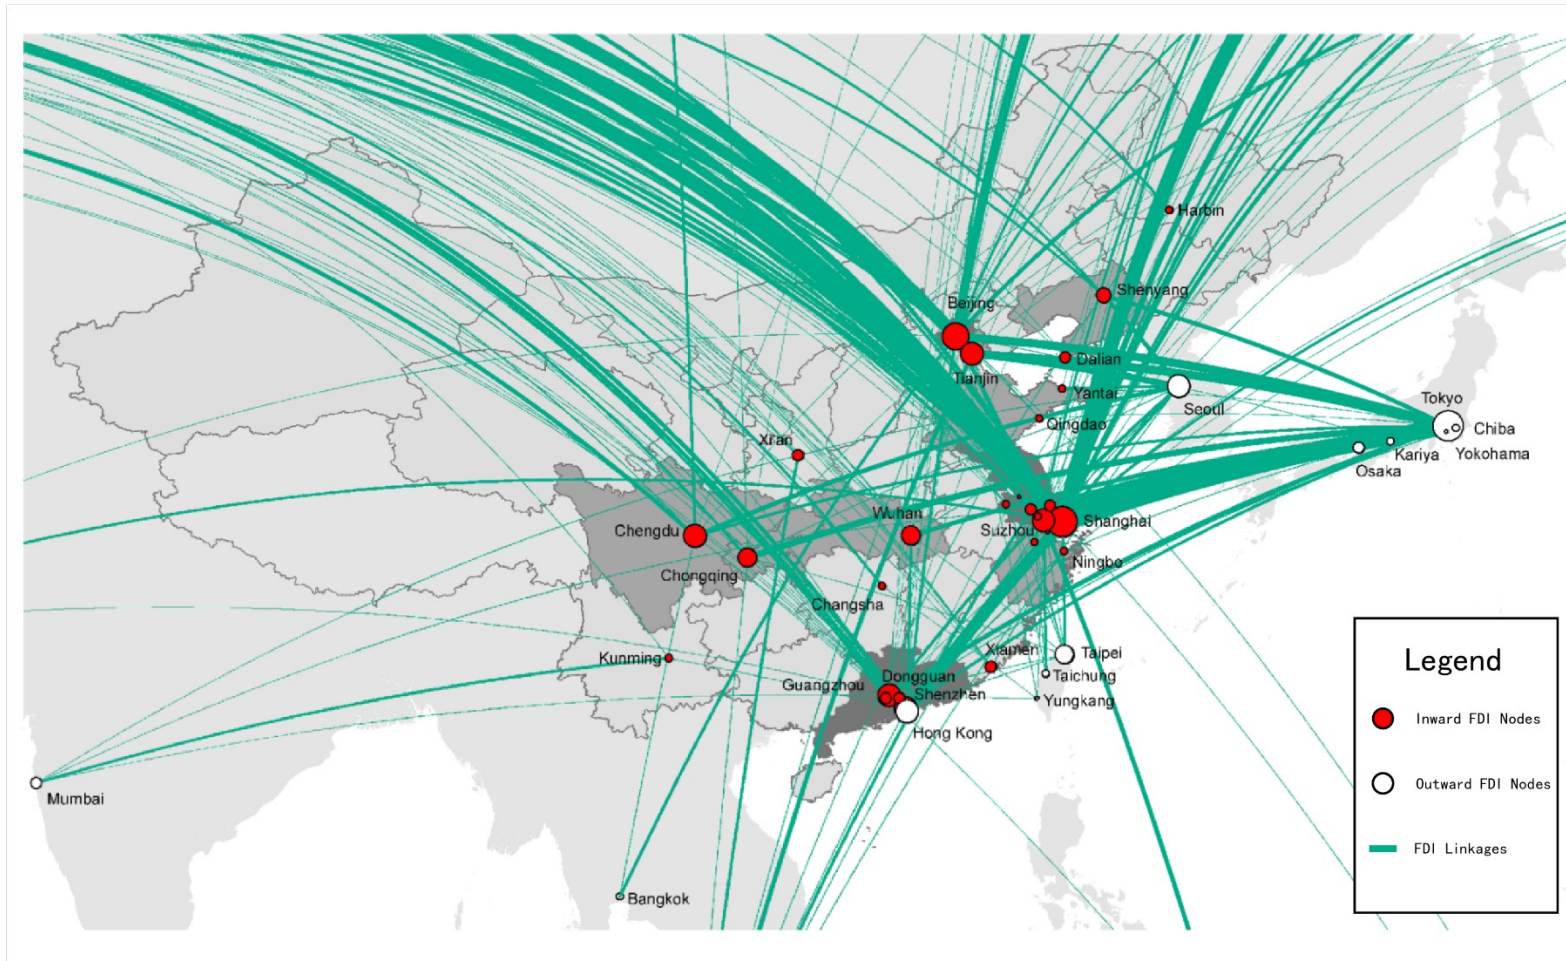 Harbin
Shenyang
Beijing
Tianjin
Dalian
Yantai
Seoul
Qingdao
Tokyo
Chiba
Yokohama
Kariya
Osaka
Xi'an
Chengdu
Wuhan
Suzhou
Shanghai
Chongqing
Ningbo
Changsha
Kunming
Xiamen
Taipei
Taichung
Guangzhou
Dongguan
Shenzhen
Yungkang
Hong Kong
Mumbai
Bangkok
Legend
Inward FDI Nodes
Outward FDI Nodes
FDI Linkages